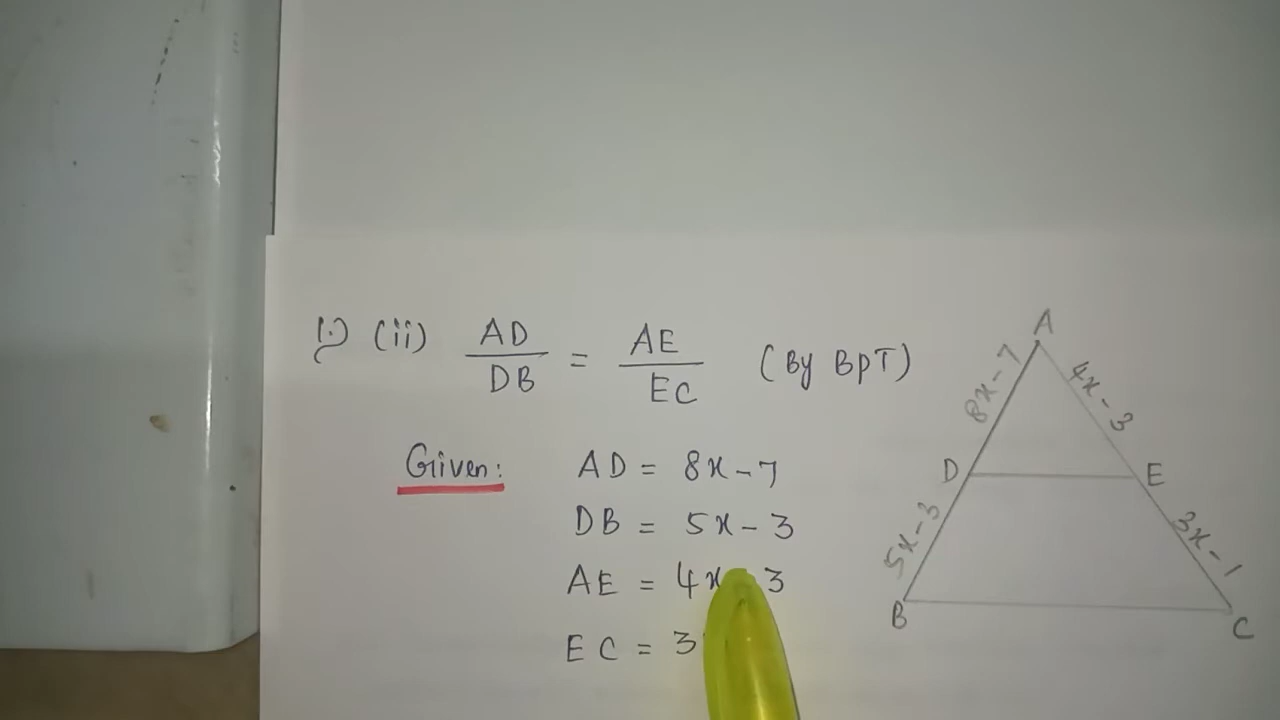 1.) (ii) AD/DB = AE/EC (By BPT)
Given: AD = 8x-7
DB = 5x-3
AE = 4x 3
EC = 3
A
8x-7
4x-3
D
E
5x-3
3x-1
B
C